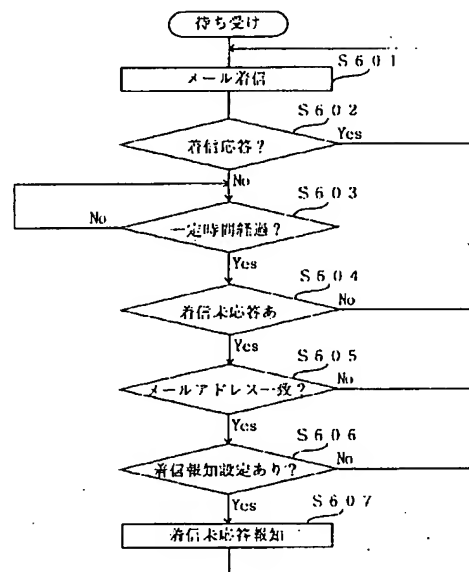 待ち受け
S601
メール着信
S602
着信応答?
Yes
No
S603
一定時間経過?
No
Yes
S604
着信未応答あ
No
Yes
S605
メールアドレス一致?
No
Yes
S606
着信報知設定あり?
No
Yes
S607
着信未応答報知